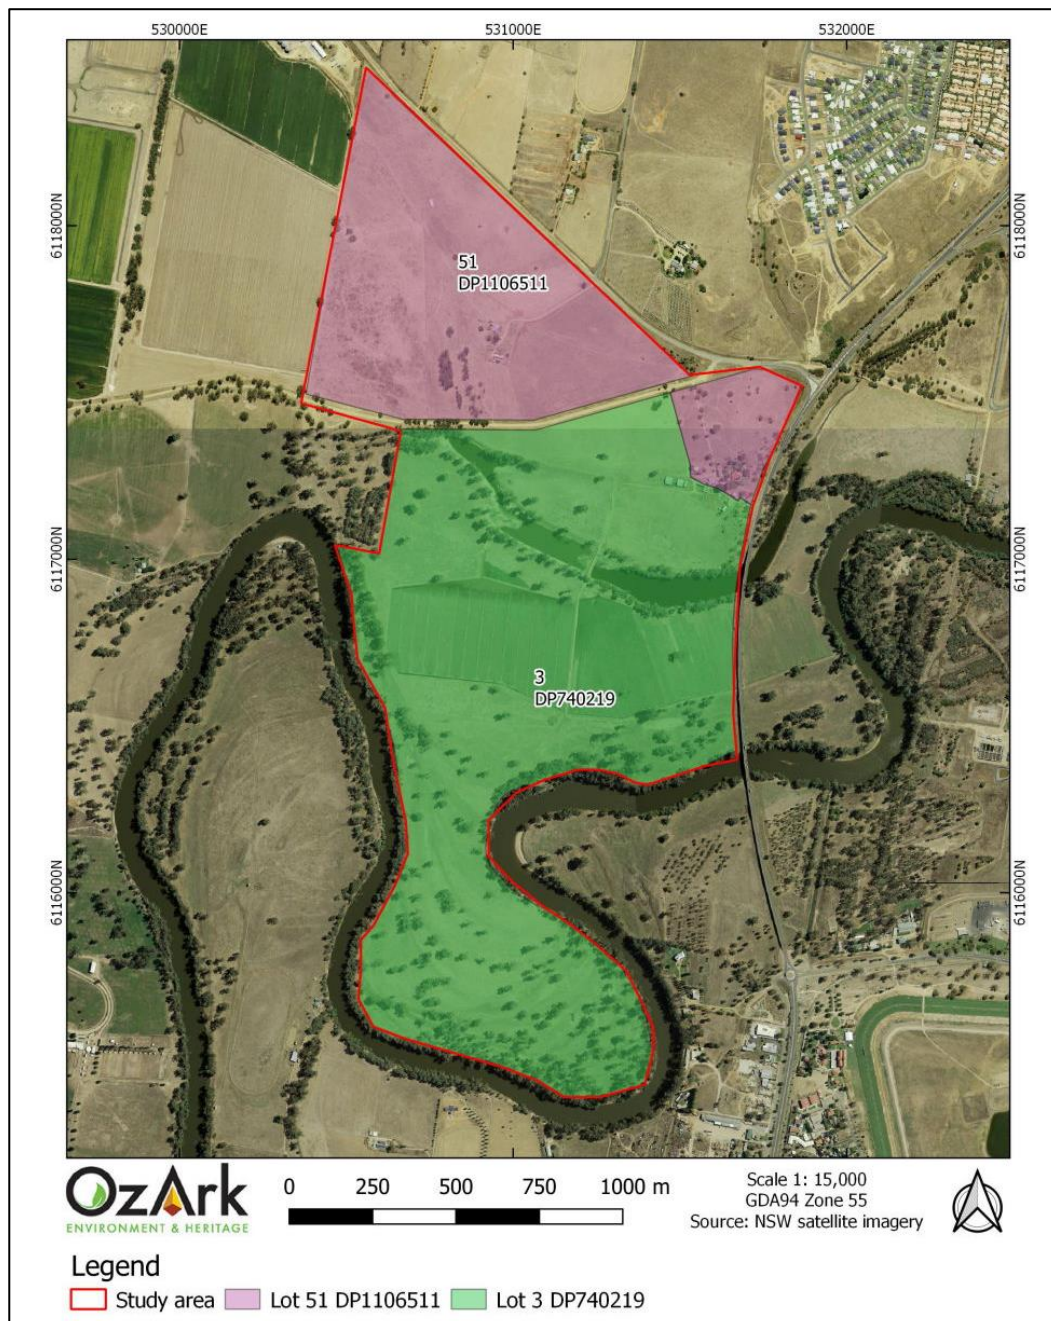 530000E 531000E 532000E
6118000N 6118000N
51
DP1106511
6117000N 6117000N
3
DP740219
6116000N 6116000N
OzArk
ENVIRONMENT & HERITAGE
0 250 500 750 1000 m
Scale 1: 15,000
GDA94 Zone 55
Source: NSW satellite imagery
Legend
Study area Lot 51 DP1106511 Lot 3 DP740219